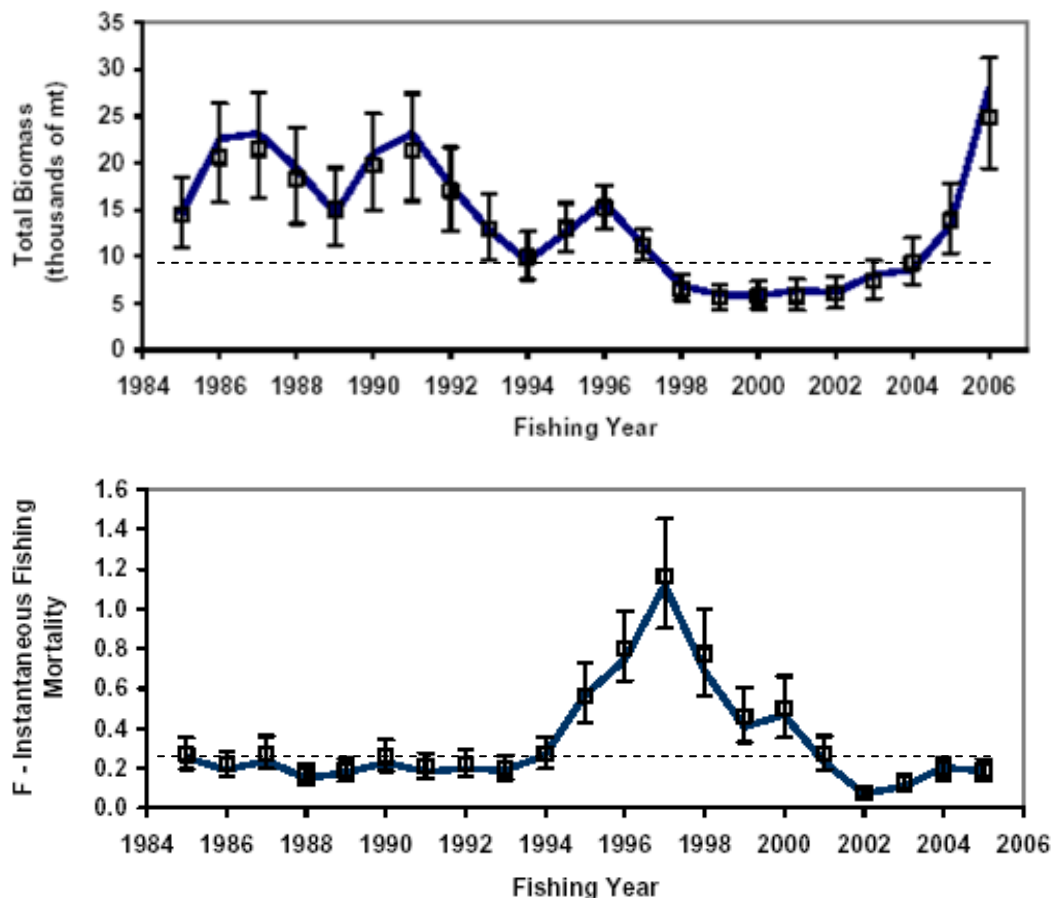 35
30
25
20
15
10
5
0
Total Biomass
(thousands of mt)
1984 1986 1988 1990 1992 1994 1996 1998 2000 2002 2004 2006
Fishing Year
1.6
1.4
1.2
1.0
0.8
0.6
0.4
0.2
0.0
F - Instantaneous Fishing
Mortality
1984 1986 1988 1990 1992 1994 1996 1998 2000 2002 2004 2006
Fishing Year